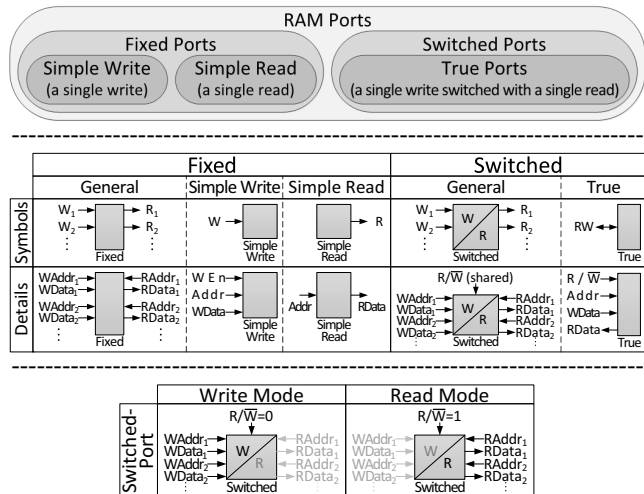 RAM Ports
Fixed Ports Switched Ports
Simple Write Simple Read True Ports
(a single write) (a single read) (a single write switched with a single read)
Fixed Switched
General Simple Write Simple Read General True
Symbols
W₁ R₁ W R W₁ W R₁ RW
W₂ R₂ W₂ R R₂
⋮ ⋮ ⋮ ⋮
Fixed Simple Write Simple Read Switched True
Details
WAddr₁ RAddr₁ W E n R/W̅ (shared) R / W̅
WData₁ RData₁ Addr Addr RData WAddr₁ W RAddr₁ Addr
WAddr₂ RAddr₂ WData WData₁ RData₁ WData
WData₂ RData₂ WAddr₂ R RAddr₂ RData
⋮ ⋮ WData₂ RData₂
⋮ ⋮
Fixed Simple Write Simple Read Switched True
Write Mode Read Mode
Switched-Port
R/W̅=0 R/W̅=1
WAddr₁ W RAddr₁ WAddr₁ W RAddr₁
WData₁ RData₁ WData₁ RData₁
WAddr₂ R RAddr₂ WAddr₂ R RAddr₂
WData₂ RData₂ WData₂ RData₂
⋮ Switched ⋮ ⋮ Switched ⋮